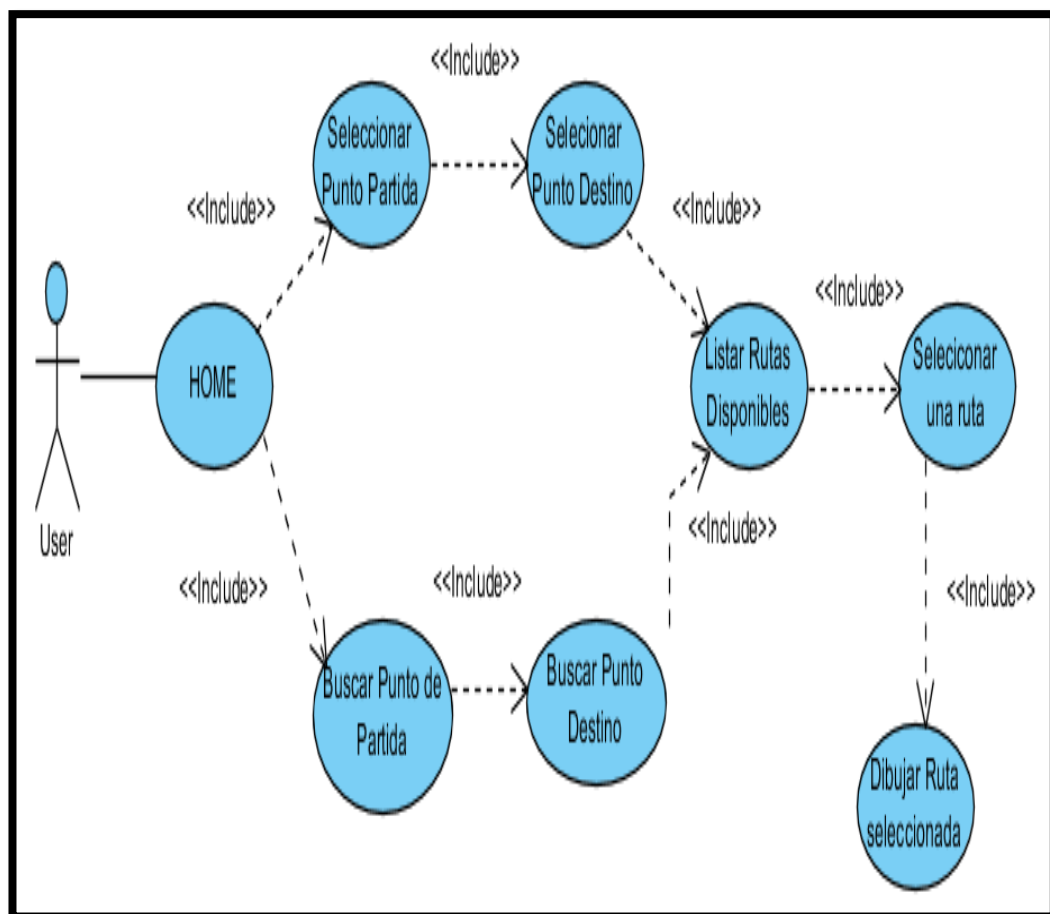 <<Include>>
Seleccionar
Punto Partida
Selecionar
Punto Destino
<<Include>>
<<Include>>
<<Include>>
HOME
Listar Rutas
Disponibles
Seleciconar
una ruta
User
<<Include>>
<<Include>>
<<Include>>
<<Include>>
Buscar Punto de
Partida
Buscar Punto
Destino
Dibujar Ruta
seleccionada